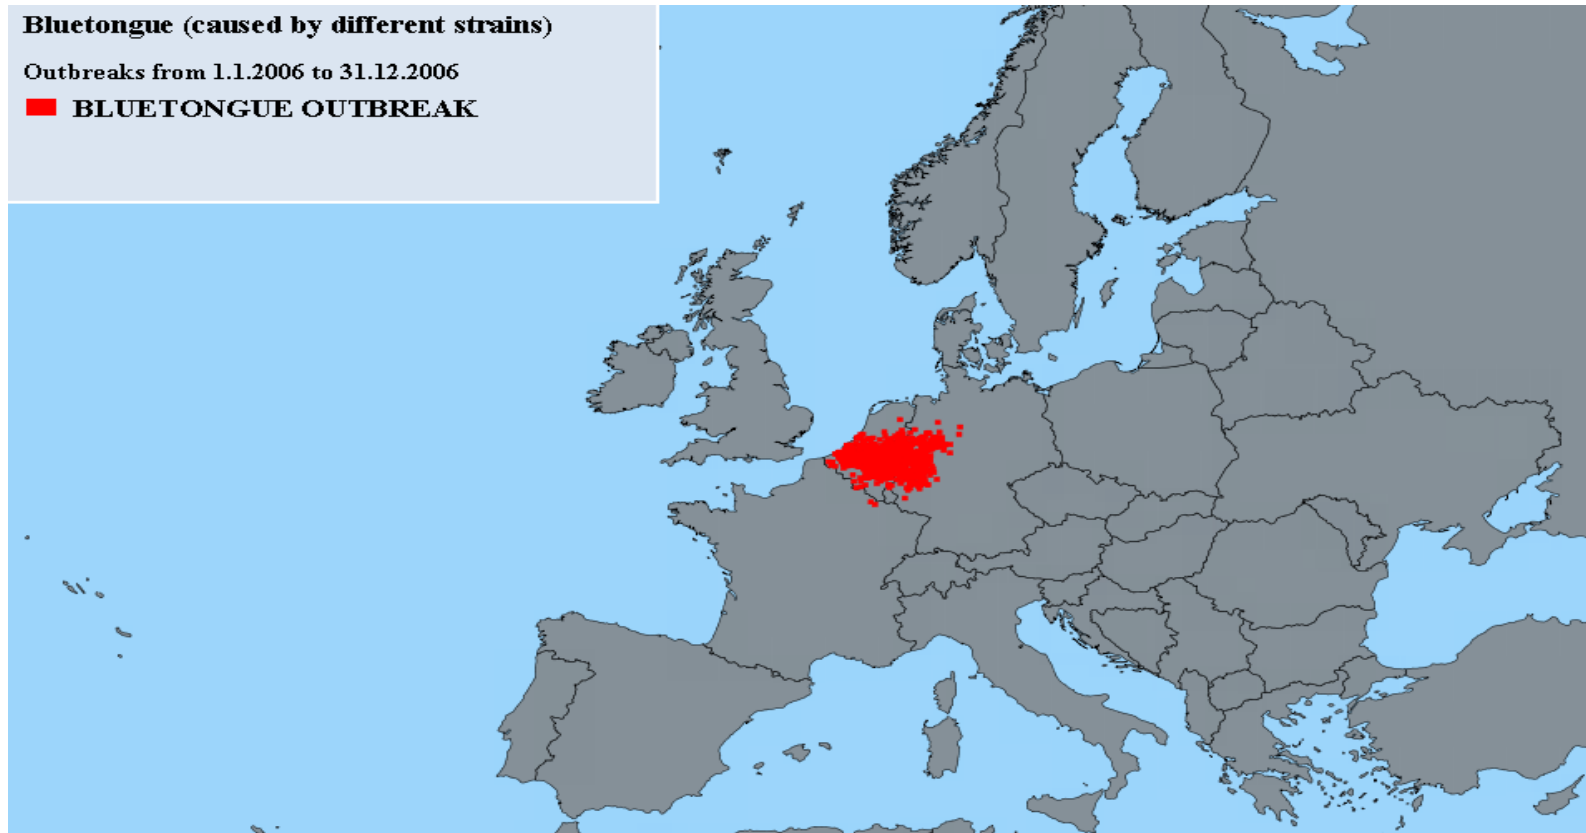 Bluetongue (caused by different strains)
Outbreaks from 1.1.2006 to 31.12.2006
BLUETONGUE OUTBREAK